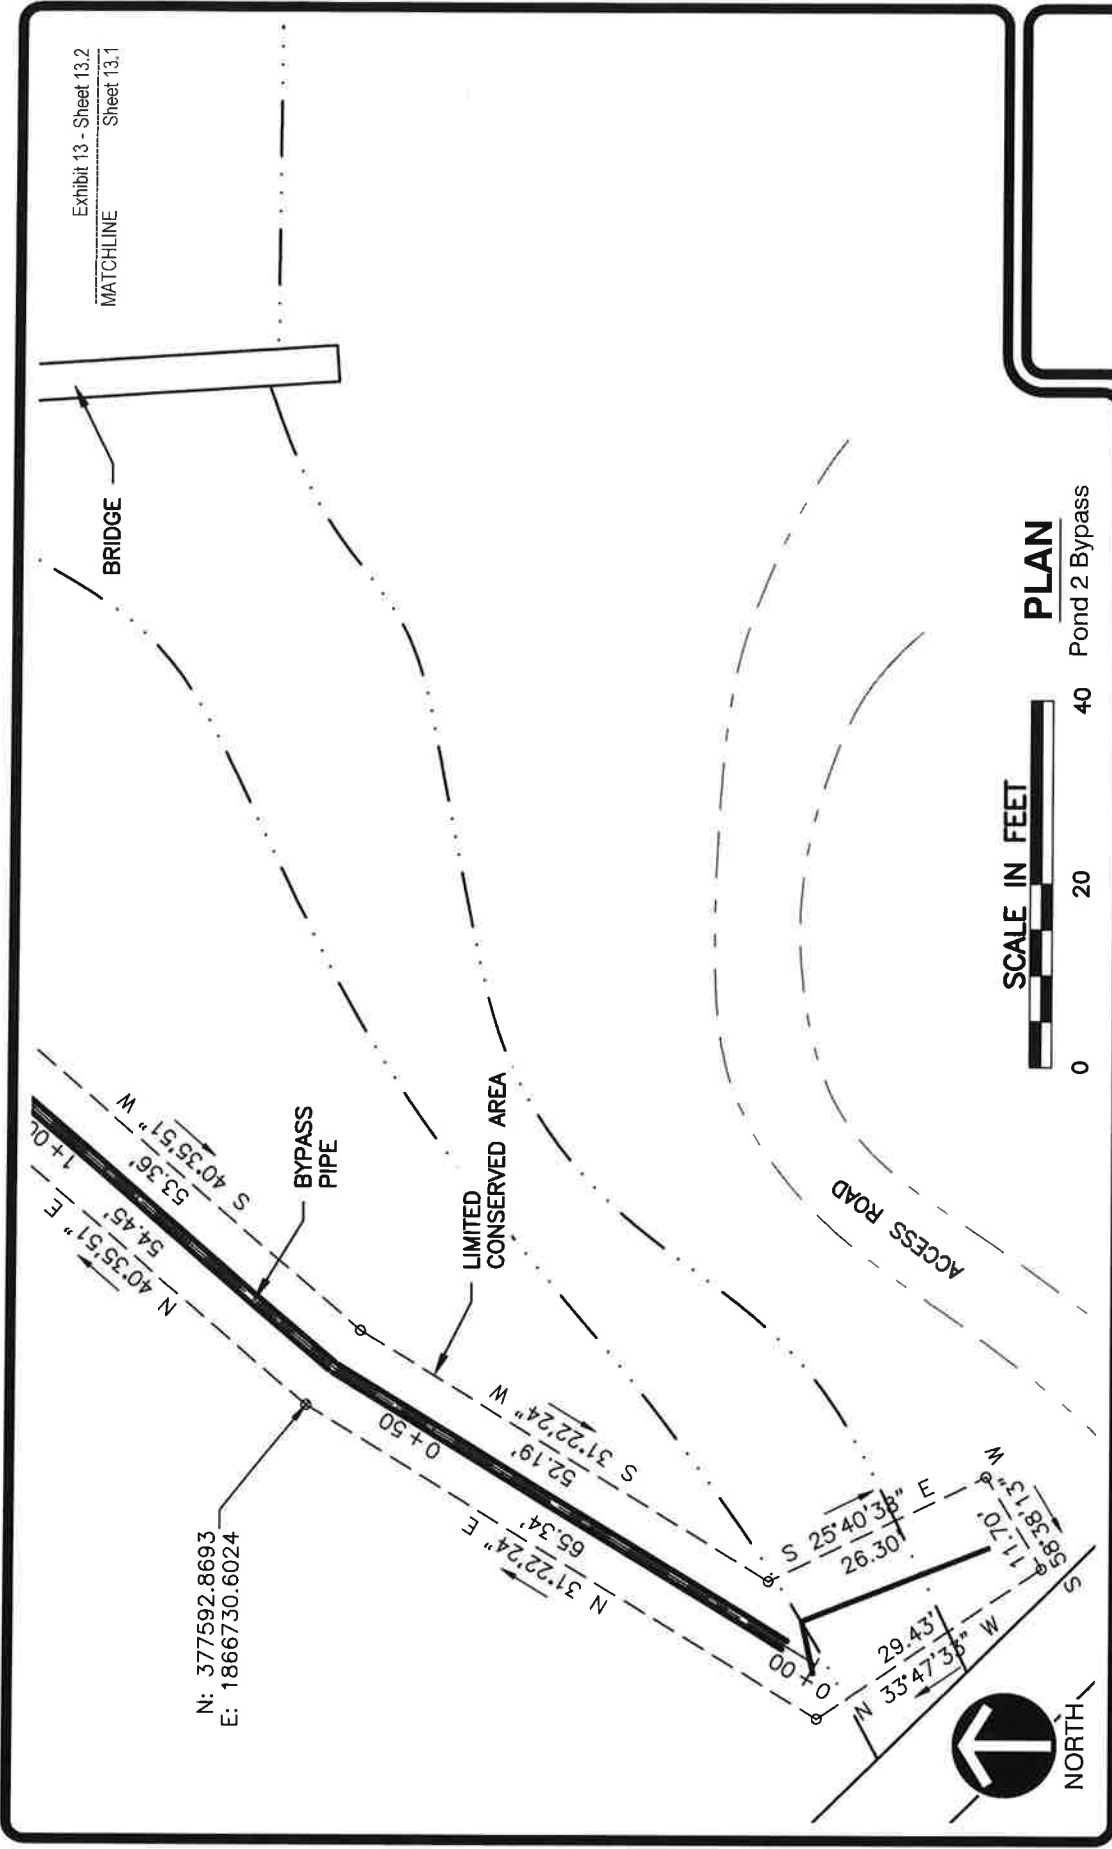 Exhibit 13 - Sheet 13.2
MATCHLINE Sheet 13.1
BRIDGE
1+00
S 40°35'51" W
53.36'
N 40°35'51" E
54.45'
BYPASS
PIPE
LIMITED
CONSERVED AREA
N: 377592.8693
E: 1866730.6024
0+50
S 31°22'24" W
52.19'
N 31°22'24" E
65.34'
ACCESS ROAD
S 25°40'38" E
26.30'
S 58°38'13" W
11.70'
N 33°47'33" W
29.43'
0+00
NORTH
SCALE IN FEET
0 20 40
PLAN
Pond 2 Bypass